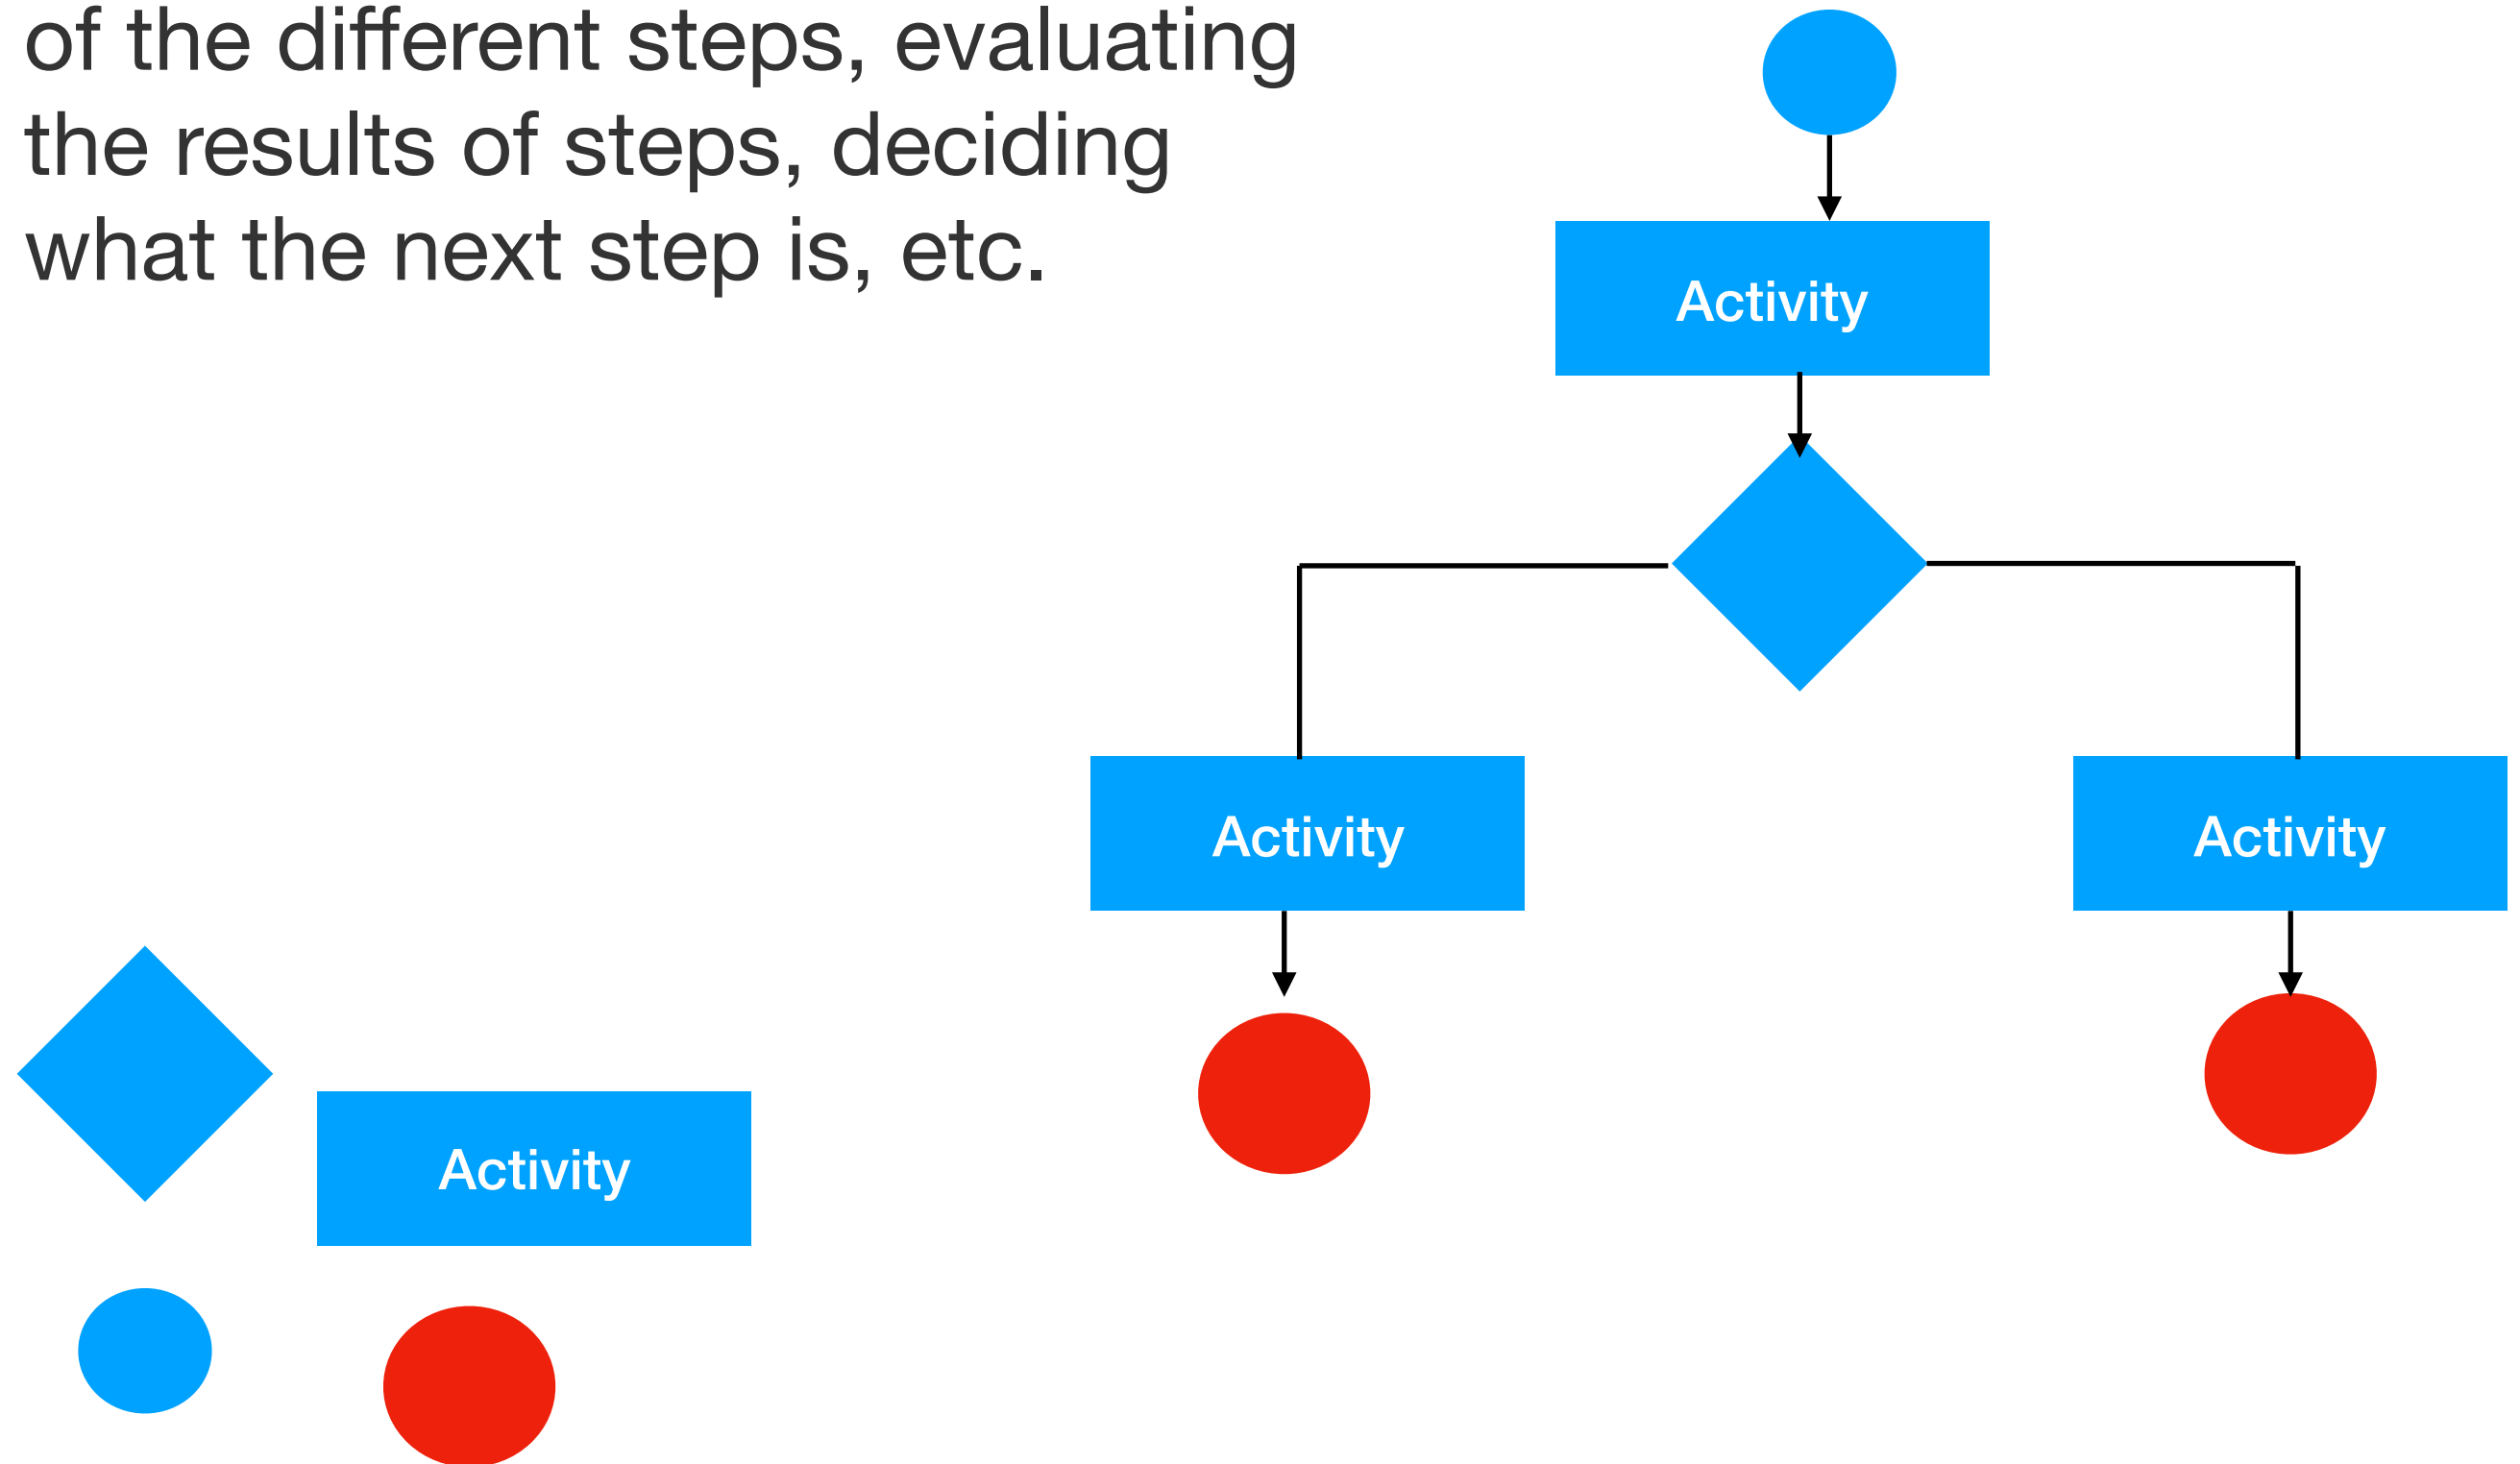 of the different steps, evaluating
the results of steps, deciding
what the next step is, etc.
Activity
Activity
Activity
Activity